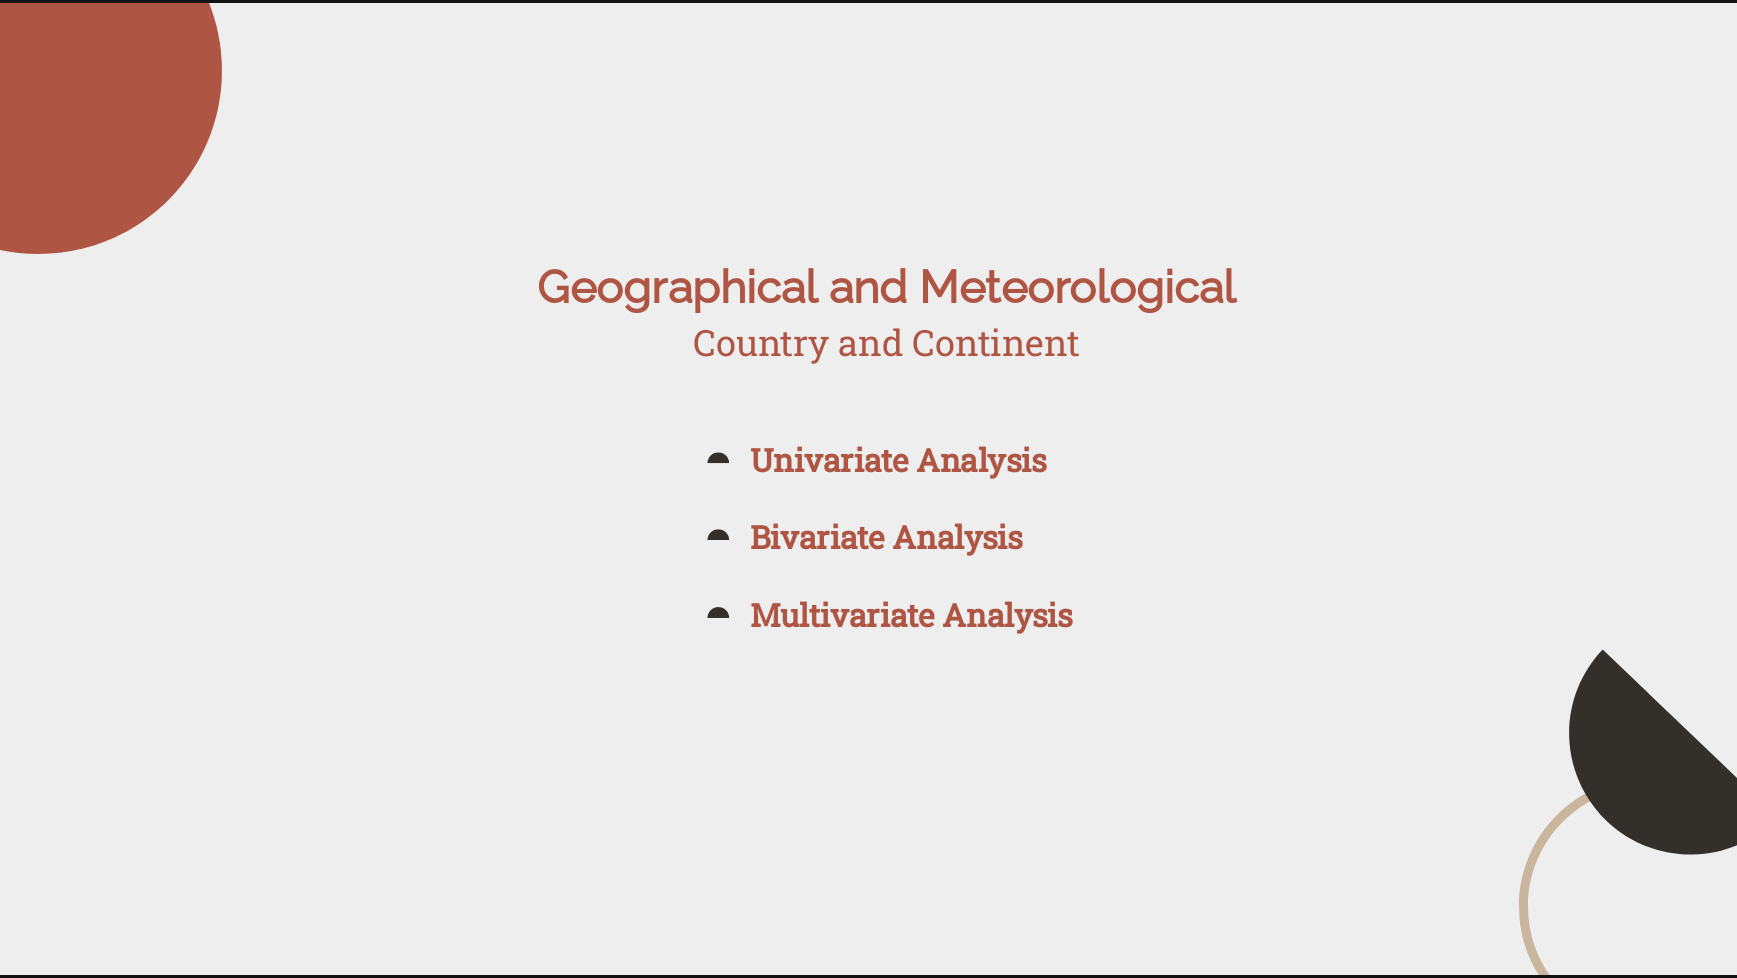 Geographical and Meteorological
Country and Continent
Univariate Analysis
Bivariate Analysis
Multivariate Analysis